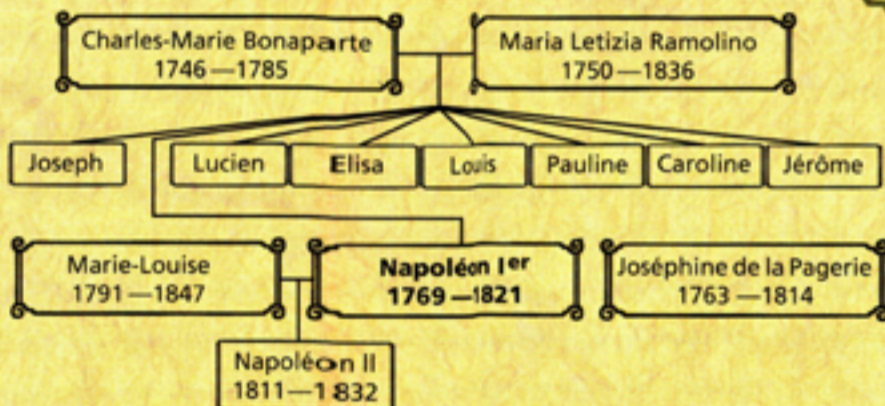 Charles-Marie Bonaparte
1746—1785
Maria Letizia Ramolino
1750—1836
Joseph
Lucien
Elisa
Louis
Pauline
Caroline
Jérôme
Marie-Louise
1791—1847
Napoléon Ier
1769—1821
Joséphine de la Pagerie
1763—1814
Napoléon II
1811—1832